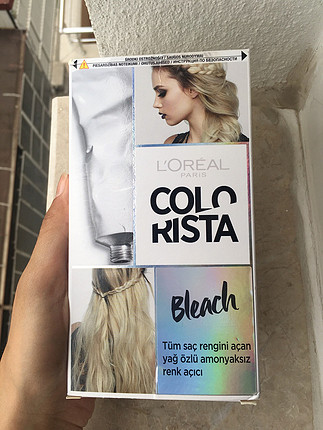 L'ORÉAL
PARIS
COLO
RISTA
Bleach
Tüm saç rengini açan
yağ özlü amonyaksız
renk açıcı